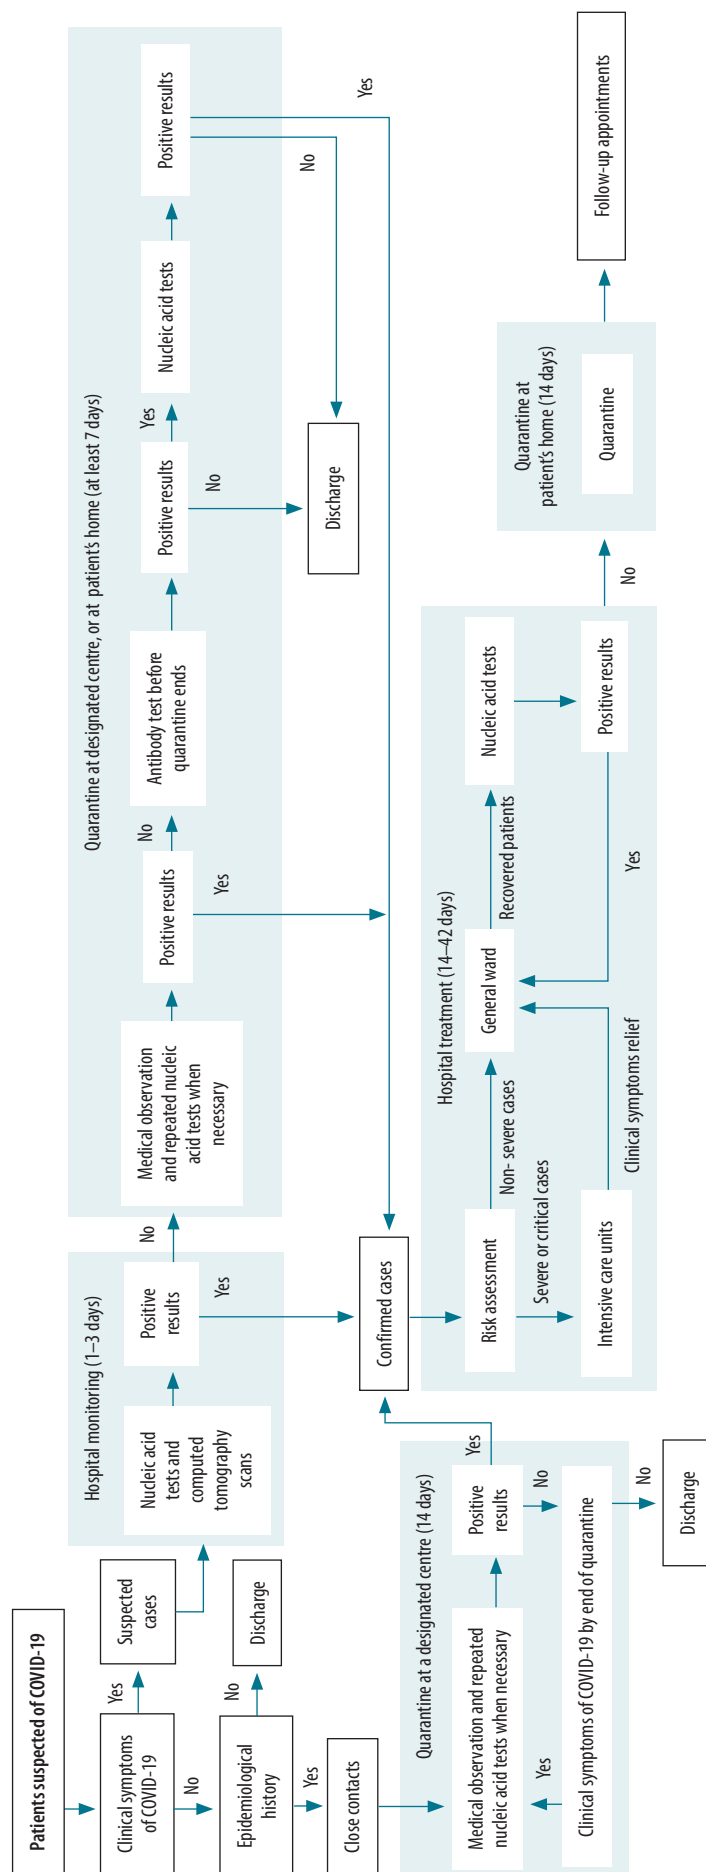 Patients suspected of COVID-19
Clinical symptoms
of COVID-19
Yes
Suspected
cases
No
Epidemiological
history
No
Discharge
Yes
Close contacts
Hospital monitoring (1–3 days)
Nucleic acid
tests and
computed
tomography
scans
Positive
results
No
Yes
Quarantine at designated centre, or at patient's home (at least 7 days)
Medical observation
and repeated nucleic
acid tests when
necessary
Positive results
No
Yes
Antibody test before
quarantine ends
Positive results
Yes
No
Nucleic acid tests
Positive results
No
Yes
Discharge
Confirmed cases
Quarantine at a designated centre (14 days)
Medical observation and repeated
nucleic acid tests when necessary
Positive
results
Yes
No
Yes
Clinical symptoms of COVID-19 by end of quarantine
No
Discharge
Hospital treatment (14–42 days)
Risk assessment
Non- severe cases
Severe or critical cases
Intensive care units
Clinical symptoms relief
General ward
Recovered patients
Nucleic acid tests
Positive results
Yes
No
Quarantine at
patient's home (14 days)
Quarantine
Follow-up appointments